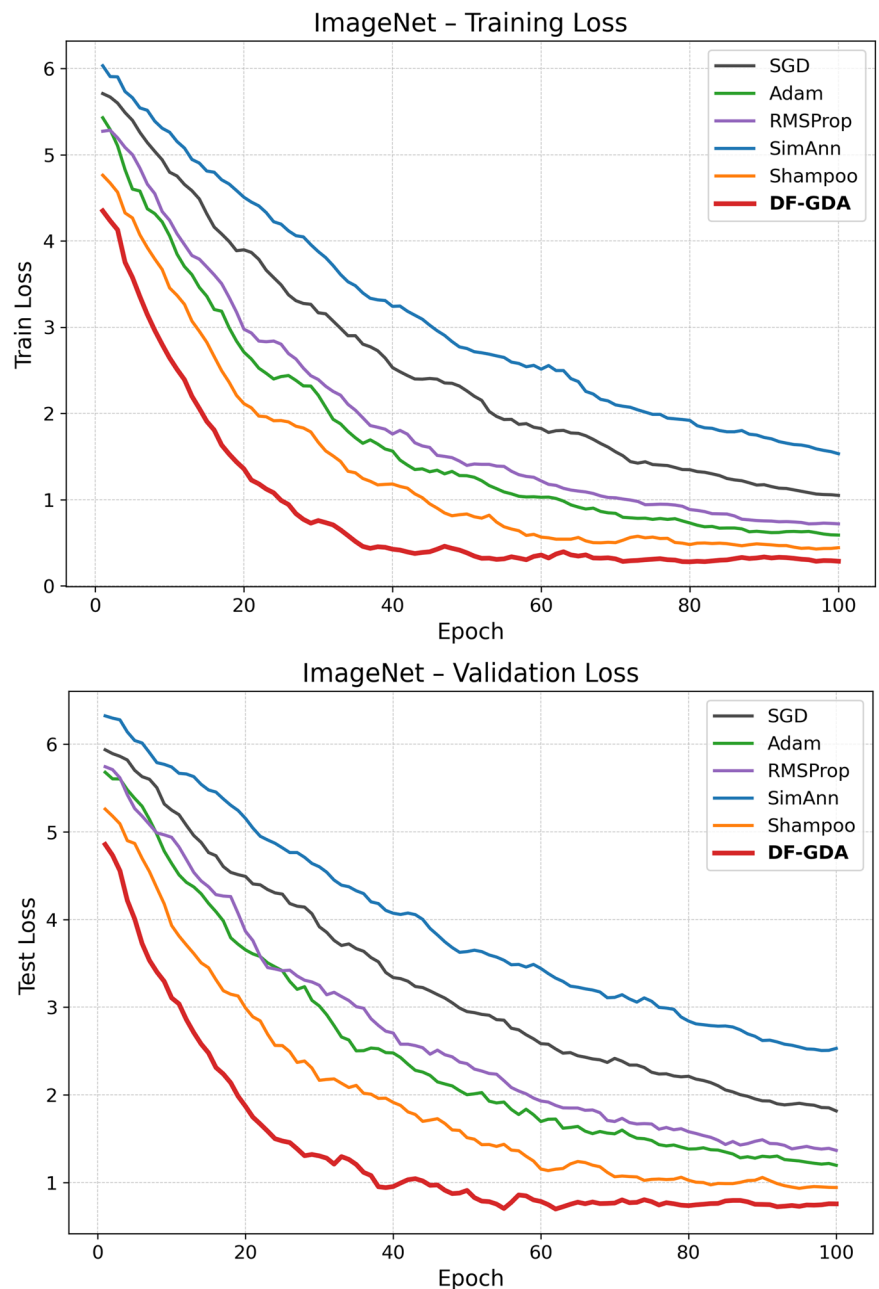 ImageNet – Training Loss
Train Loss
6
5
4
3
2
1
0
SGD
Adam
RMSProp
SimAnn
Shampoo
DF-GDA
0 20 40 60 80 100
Epoch
ImageNet – Validation Loss
Test Loss
6
5
4
3
2
1
SGD
Adam
RMSProp
SimAnn
Shampoo
DF-GDA
0 20 40 60 80 100
Epoch